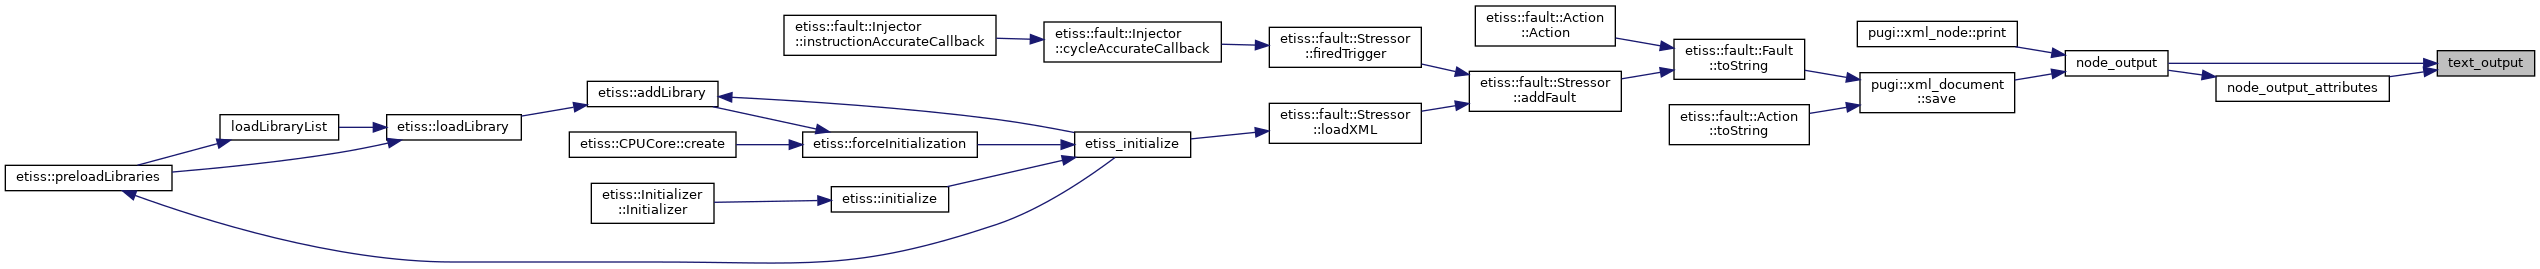 etiss::fault::Action
::Action
etiss::fault::Injector
::instructionAccurateCallback
etiss::fault::Injector
::cycleAccurateCallback
etiss::fault::Stressor
::firedTrigger
pugi::xml_node::print
etiss::fault::Fault
::toString
node_output
text_output
etiss::addLibrary
etiss::fault::Stressor
::addFault
pugi::xml_document
::save
node_output_attributes
loadLibraryList
etiss::loadLibrary
etiss::fault::Stressor
::loadXML
etiss::fault::Action
::toString
etiss::CPUCore::create
etiss::forceInitialization
etiss_initialize
etiss::preloadLibraries
etiss::Initializer
::Initializer
etiss::initialize